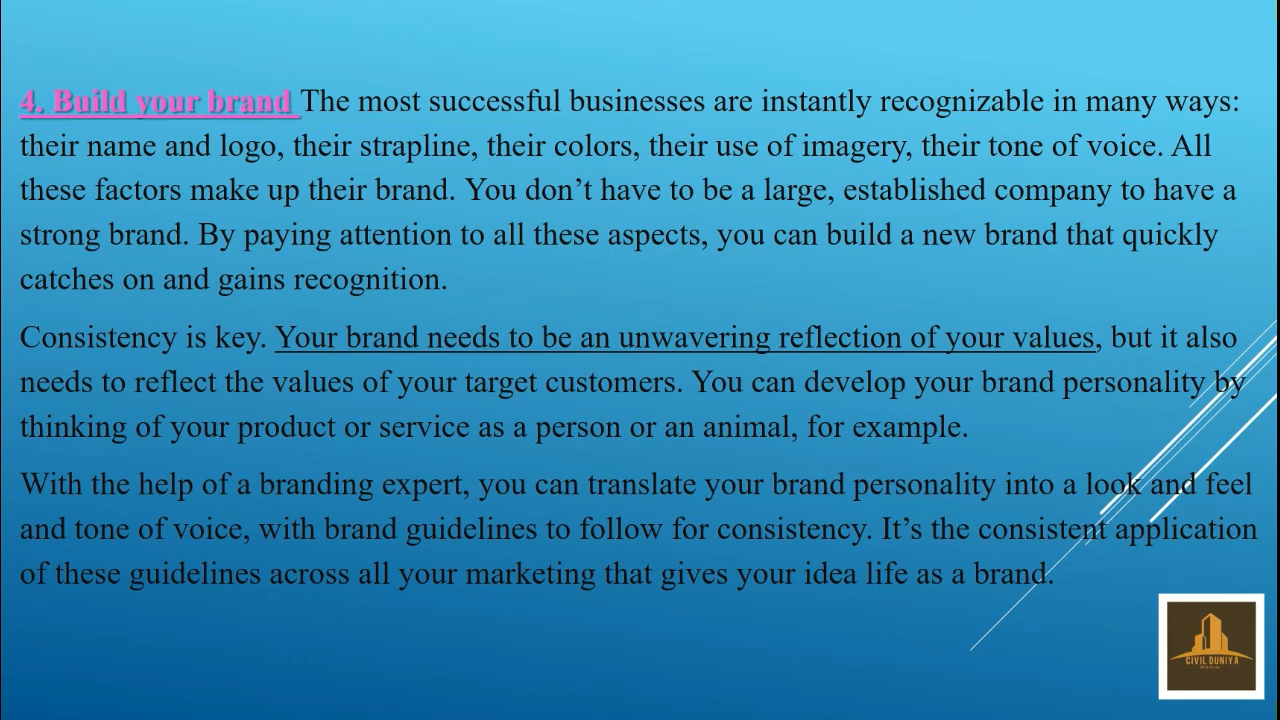 4. Build your brand The most successful businesses are instantly recognizable in many ways:
their name and logo, their strapline, their colors, their use of imagery, their tone of voice. All
these factors make up their brand. You don’t have to be a large, established company to have a
strong brand. By paying attention to all these aspects, you can build a new brand that quickly
catches on and gains recognition.
Consistency is key. Your brand needs to be an unwavering reflection of your values, but it also
needs to reflect the values of your target customers. You can develop your brand personality by
thinking of your product or service as a person or an animal, for example.
With the help of a branding expert, you can translate your brand personality into a look and feel
and tone of voice, with brand guidelines to follow for consistency. It’s the consistent application
of these guidelines across all your marketing that gives your idea life as a brand.
CIVIL DUNIYA